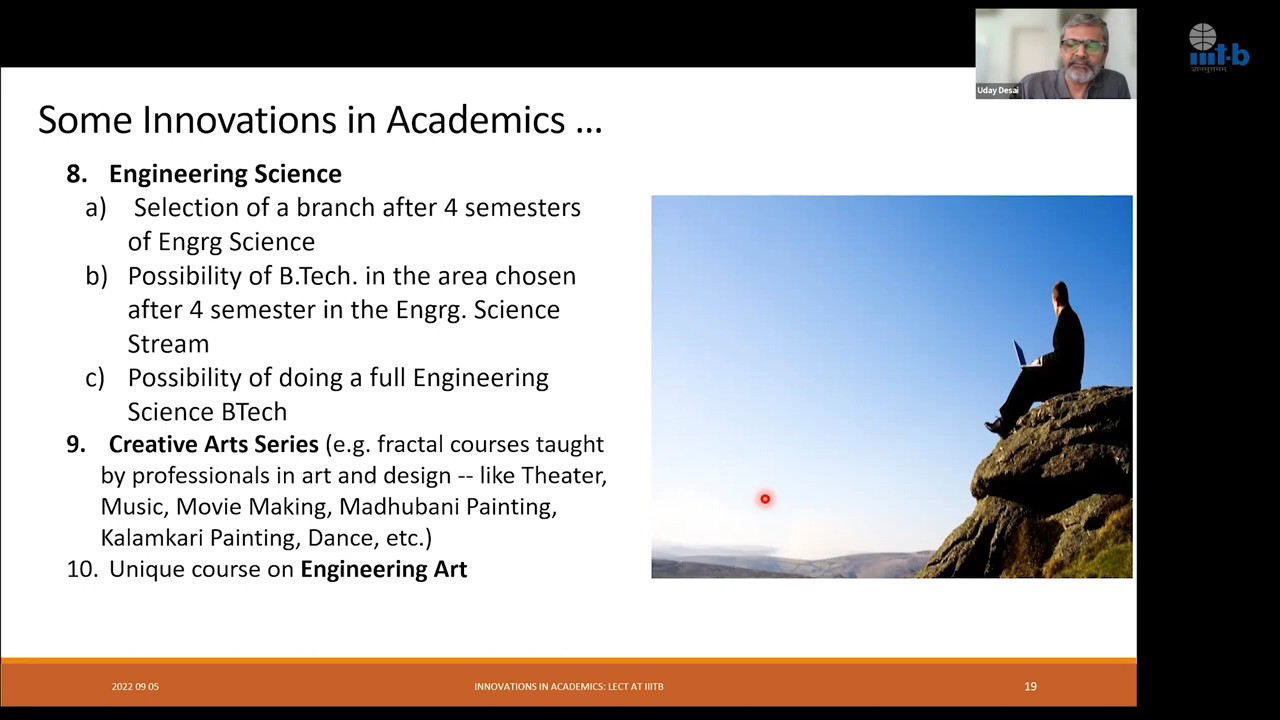 Uday Desai
iiit-b
ज्ञानमुत्तमम्
Some Innovations in Academics ...
8. Engineering Science
a) Selection of a branch after 4 semesters
of Engrg Science
b) Possibility of B.Tech. in the area chosen
after 4 semester in the Engrg. Science
Stream
c) Possibility of doing a full Engineering
Science BTech
9. Creative Arts Series (e.g. fractal courses taught
by professionals in art and design -- like Theater,
Music, Movie Making, Madhubani Painting,
Kalamkari Painting, Dance, etc.)
10. Unique course on Engineering Art
2022 09 05
INNOVATIONS IN ACADEMICS: LECT AT IIITB
19